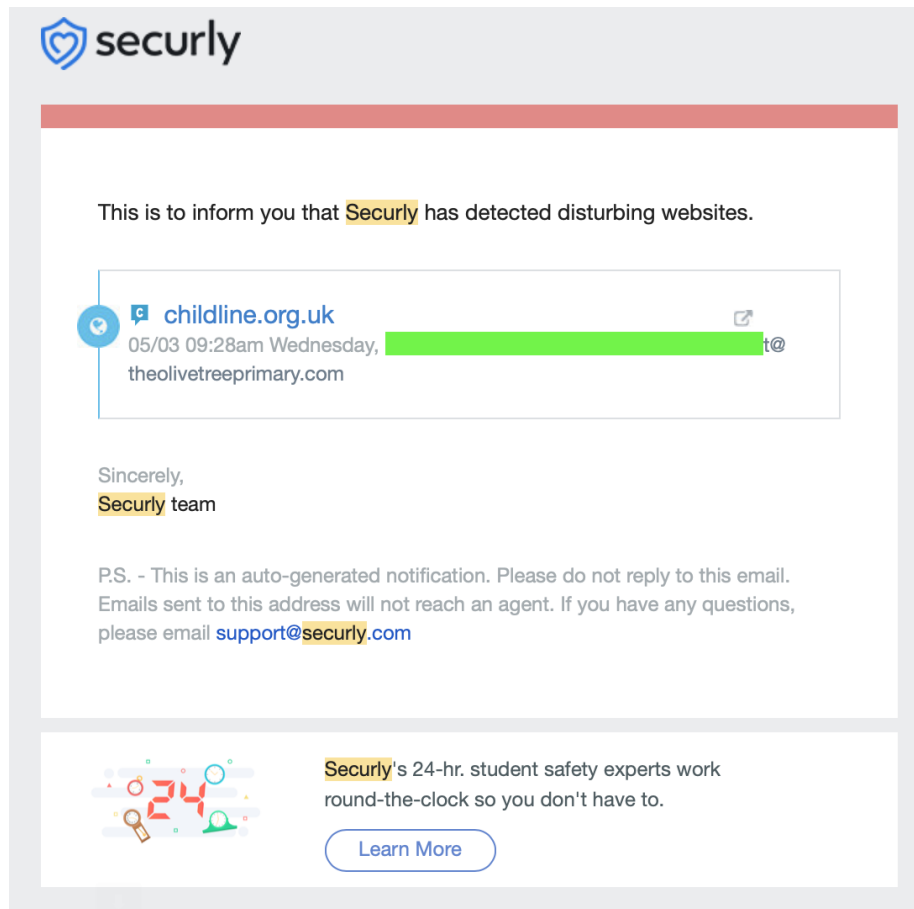 securly
This is to inform you that Securly has detected disturbing websites.
C childline.org.uk
05/03 09:28am Wednesday, t@
theolivetreeprimary.com
Sincerely,
Securly team
P.S. - This is an auto-generated notification. Please do not reply to this email.
Emails sent to this address will not reach an agent. If you have any questions,
please email support@securly.com
24
Securly's 24-hr. student safety experts work
round-the-clock so you don't have to.
Learn More